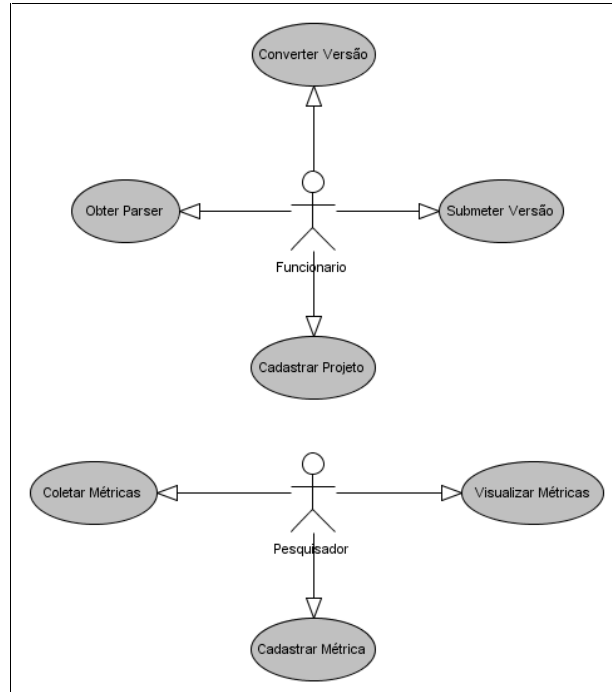 Converter Versão
Obter Parser
Submeter Versão
Funcionario
Cadastrar Projeto
Coletar Métricas
Visualizar Métricas
Pesquisador
Cadastrar Métrica